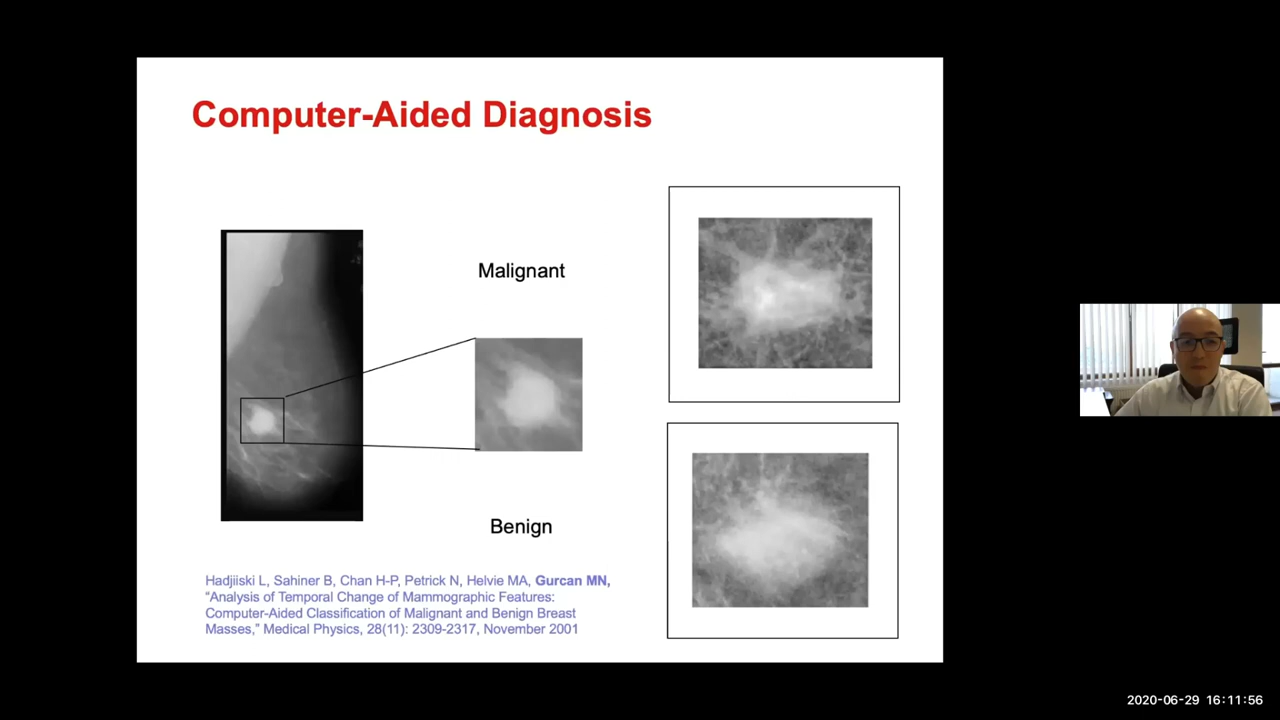 Computer-Aided Diagnosis
Malignant
Benign
Hadjiiski L, Sahiner B, Chan H-P, Petrick N, Helvie MA, Gurcan MN,
“Analysis of Temporal Change of Mammographic Features:
Computer-Aided Classification of Malignant and Benign Breast
Masses,” Medical Physics, 28(11): 2309-2317, November 2001
2020-06-29 16:11:56